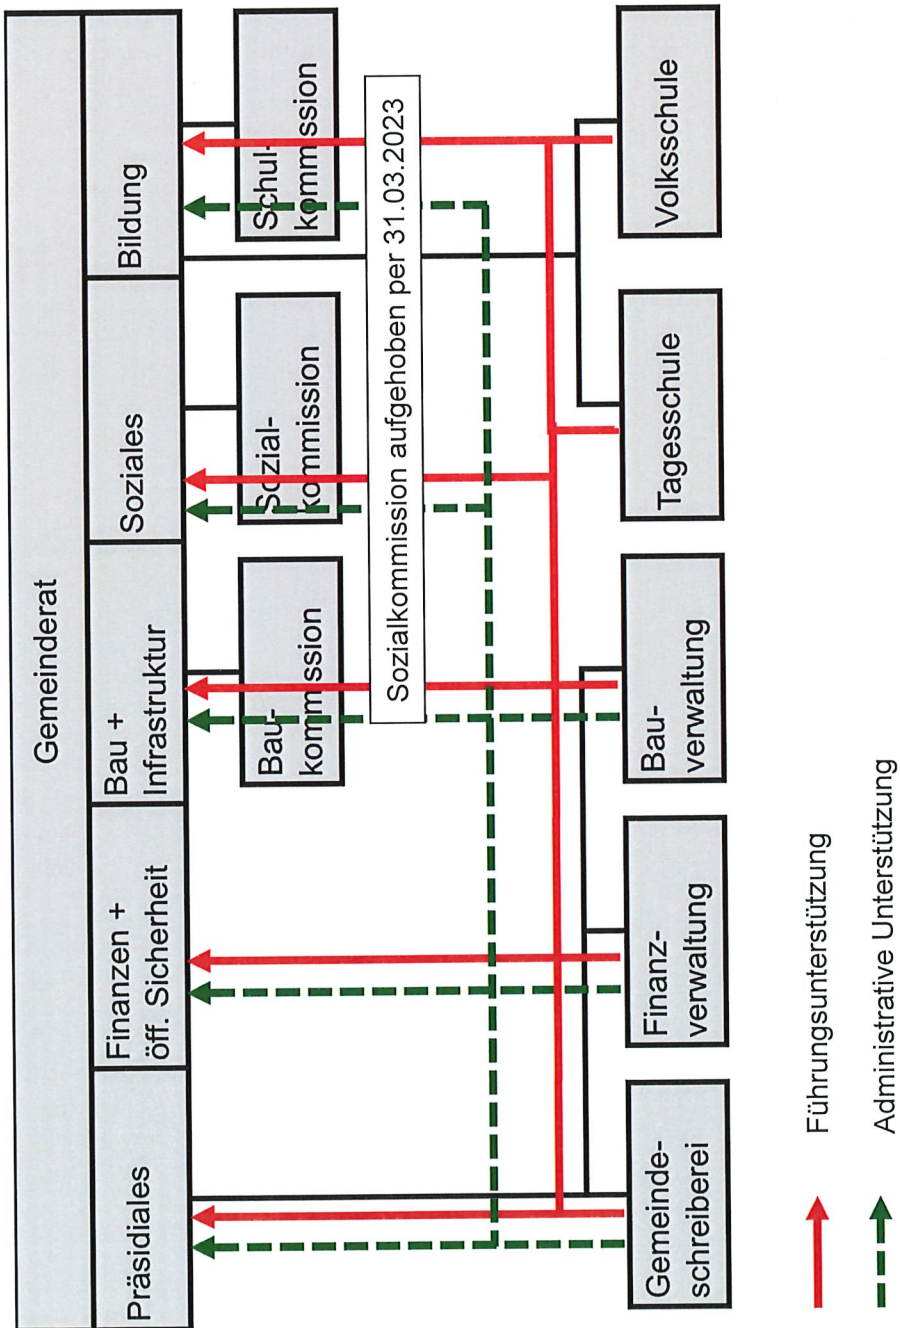 Gemeinderat
Präsidiales
Finanzen +
öff. Sicherheit
Bau +
Infrastruktur
Soziales
Bildung
Bau-
kommission
Sozial-
kommission
Schul-
kommission
Sozialkommission aufgehoben per 31.03.2023
Gemeinde-
schreiberei
Finanz-
verwaltung
Bau-
verwaltung
Tagesschule
Volksschule
Führungsunterstützung
Administrative Unterstützung